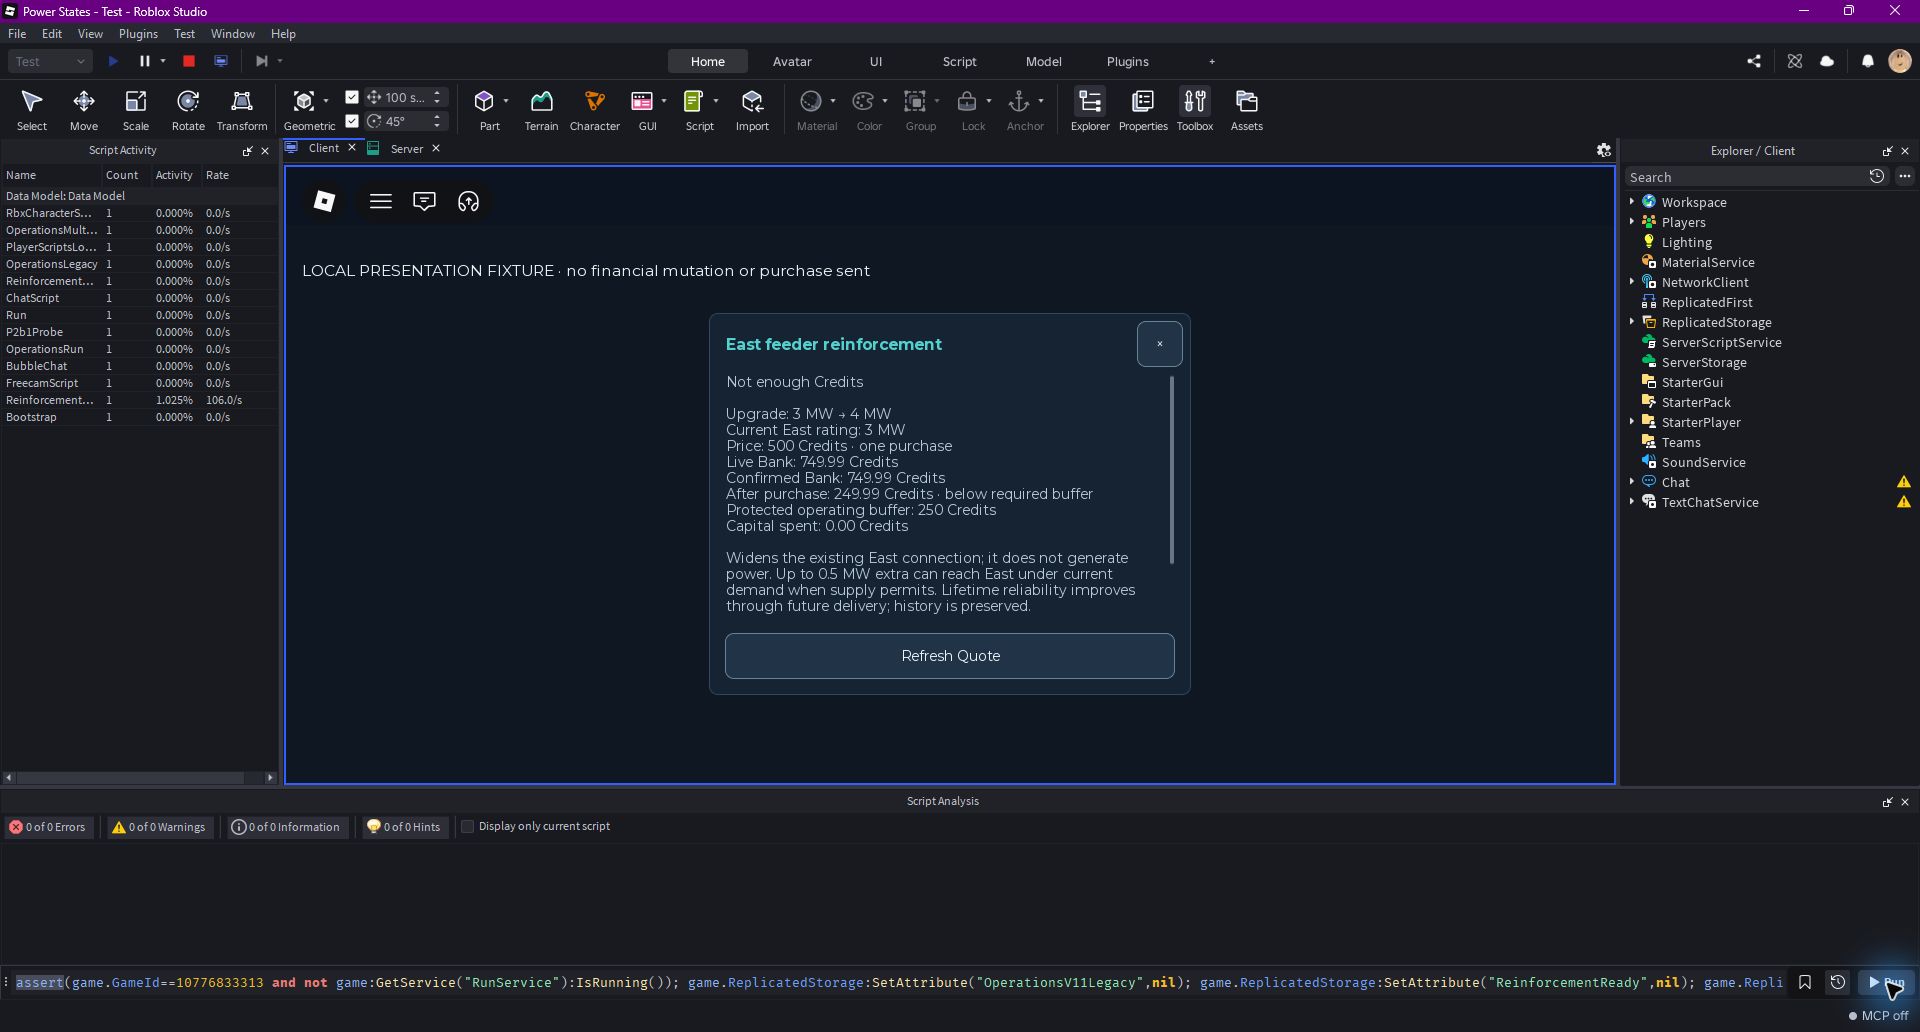 Power States - Test - Roblox Studio
File Edit View Plugins Test Window Help
Test
Home Avatar UI Script Model Plugins +
100 s...
45°
Select Move Scale Rotate Transform Geometric Part Terrain Character GUI Script Import Material Color Group Lock Anchor Explorer Properties Toolbox Assets
Script Activity
Name Count Activity Rate
Data Model: Data Model
RbxCharacterS... 1 0.000% 0.0/s
OperationsMult... 1 0.000% 0.0/s
PlayerScriptsLo... 1 0.000% 0.0/s
OperationsLegacy 1 0.000% 0.0/s
Reinforcement... 1 0.000% 0.0/s
ChatScript 1 0.000% 0.0/s
Run 1 0.000% 0.0/s
P2b1Probe 1 0.000% 0.0/s
OperationsRun 1 0.000% 0.0/s
BubbleChat 1 0.000% 0.0/s
FreecamScript 1 0.000% 0.0/s
Reinforcement... 1 1.025% 106.0/s
Bootstrap 1 0.000% 0.0/s
Client Server
LOCAL PRESENTATION FIXTURE · no financial mutation or purchase sent
East feeder reinforcement
×
Not enough Credits
Upgrade: 3 MW → 4 MW
Current East rating: 3 MW
Price: 500 Credits · one purchase
Live Bank: 749.99 Credits
Confirmed Bank: 749.99 Credits
After purchase: 249.99 Credits · below required buffer
Protected operating buffer: 250 Credits
Capital spent: 0.00 Credits
Widens the existing East connection; it does not generate
power. Up to 0.5 MW extra can reach East under current
demand when supply permits. Lifetime reliability improves
through future delivery; history is preserved.
Refresh Quote
Explorer / Client
Search
Workspace
Players
Lighting
MaterialService
NetworkClient
ReplicatedFirst
ReplicatedStorage
ServerScriptService
ServerStorage
StarterGui
StarterPack
StarterPlayer
Teams
SoundService
Chat
TextChatService
Script Analysis
0 of 0 Errors 0 of 0 Warnings 0 of 0 Information 0 of 0 Hints Display only current script
assert(game.GameId==10776833313 and not game:GetService("RunService"):IsRunning()); game.ReplicatedStorage:SetAttribute("OperationsV11Legacy",nil); game.ReplicatedStorage:SetAttribute("ReinforcementReady",nil); game.Repli
MCP off